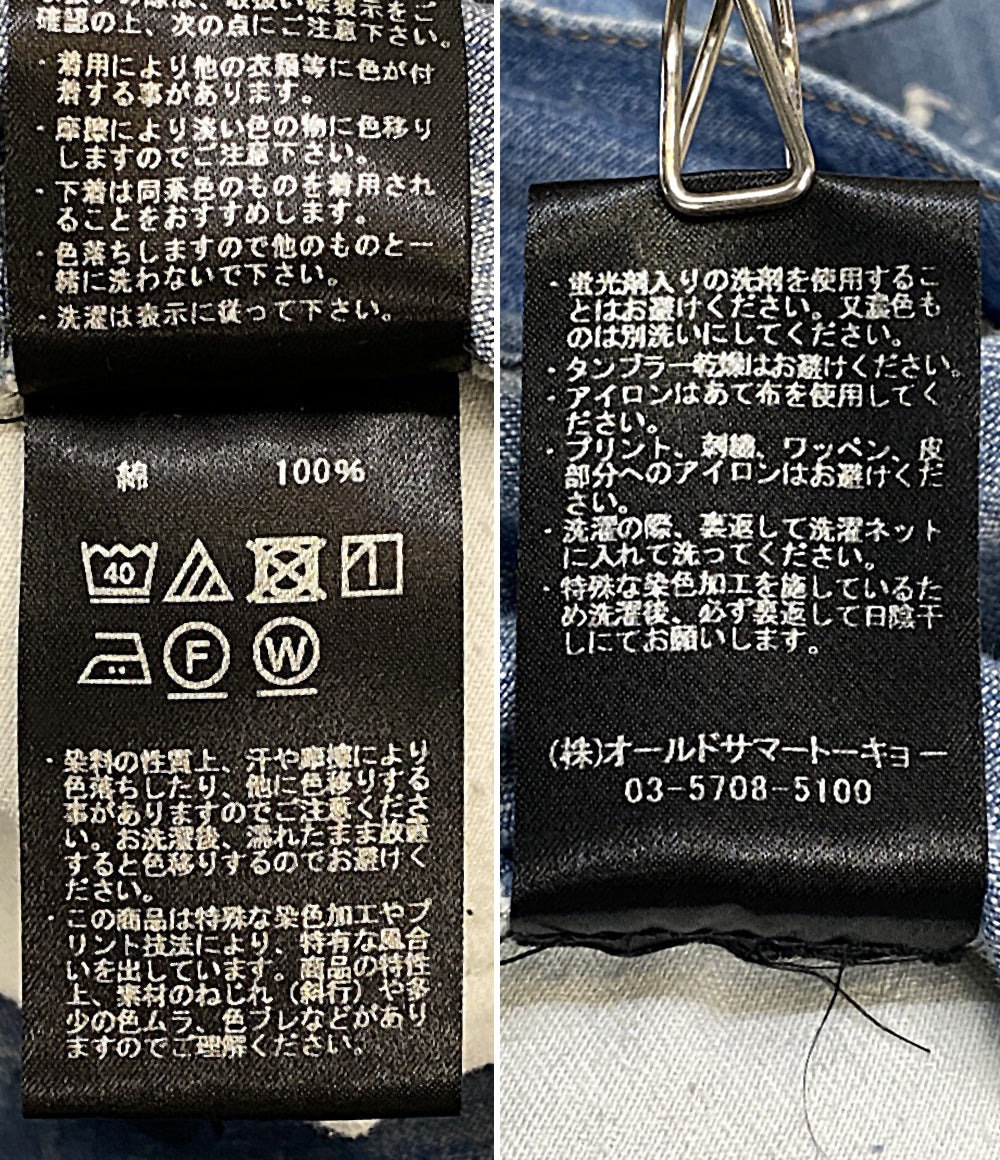 確認の上、次の点にご注意下さい。
・着用により他の衣類等に色が付
着する事があります。
・摩擦により淡い色の物に色移り
しますのでご注意下さい。
・下着は同系色のものを着用され
ることをおすすめします。
・色落ちしますので他のものと一
緒に洗わないで下さい。
・洗濯は表示に従って下さい。
綿 100%
40
F W
・染料の性質上、汗や摩擦により
色落ちしたり、他に色移りする
事がありますのでご注意くださ
い。お洗濯後、濡れたまま放置
すると色移りするのでお避けく
ださい。
・この商品は特殊な染色加工やプ
リント技法により、特有な風合
いを出しています。商品の特性
上、素材のねじれ（斜行）や多
少の色ムラ、色ブレなどがあり
ますのでご理解ください。
・蛍光剤入りの洗剤を使用するこ
とはお避けください。又濃色も
のは別洗いにしてください。
・タンブラー乾燥はお避けください。
・アイロンはあて布を使用してく
ださい。
・プリント、刺繍、ワッペン、皮
部分へのアイロンはお避けくだ
さい。
・洗濯の際、裏返して洗濯ネット
に入れて洗ってください。
・特殊な染色加工を施しているた
め洗濯後、必ず裏返して日陰干
しにてお願いします。
(株)オールドサマートーキョー
03-5708-5100